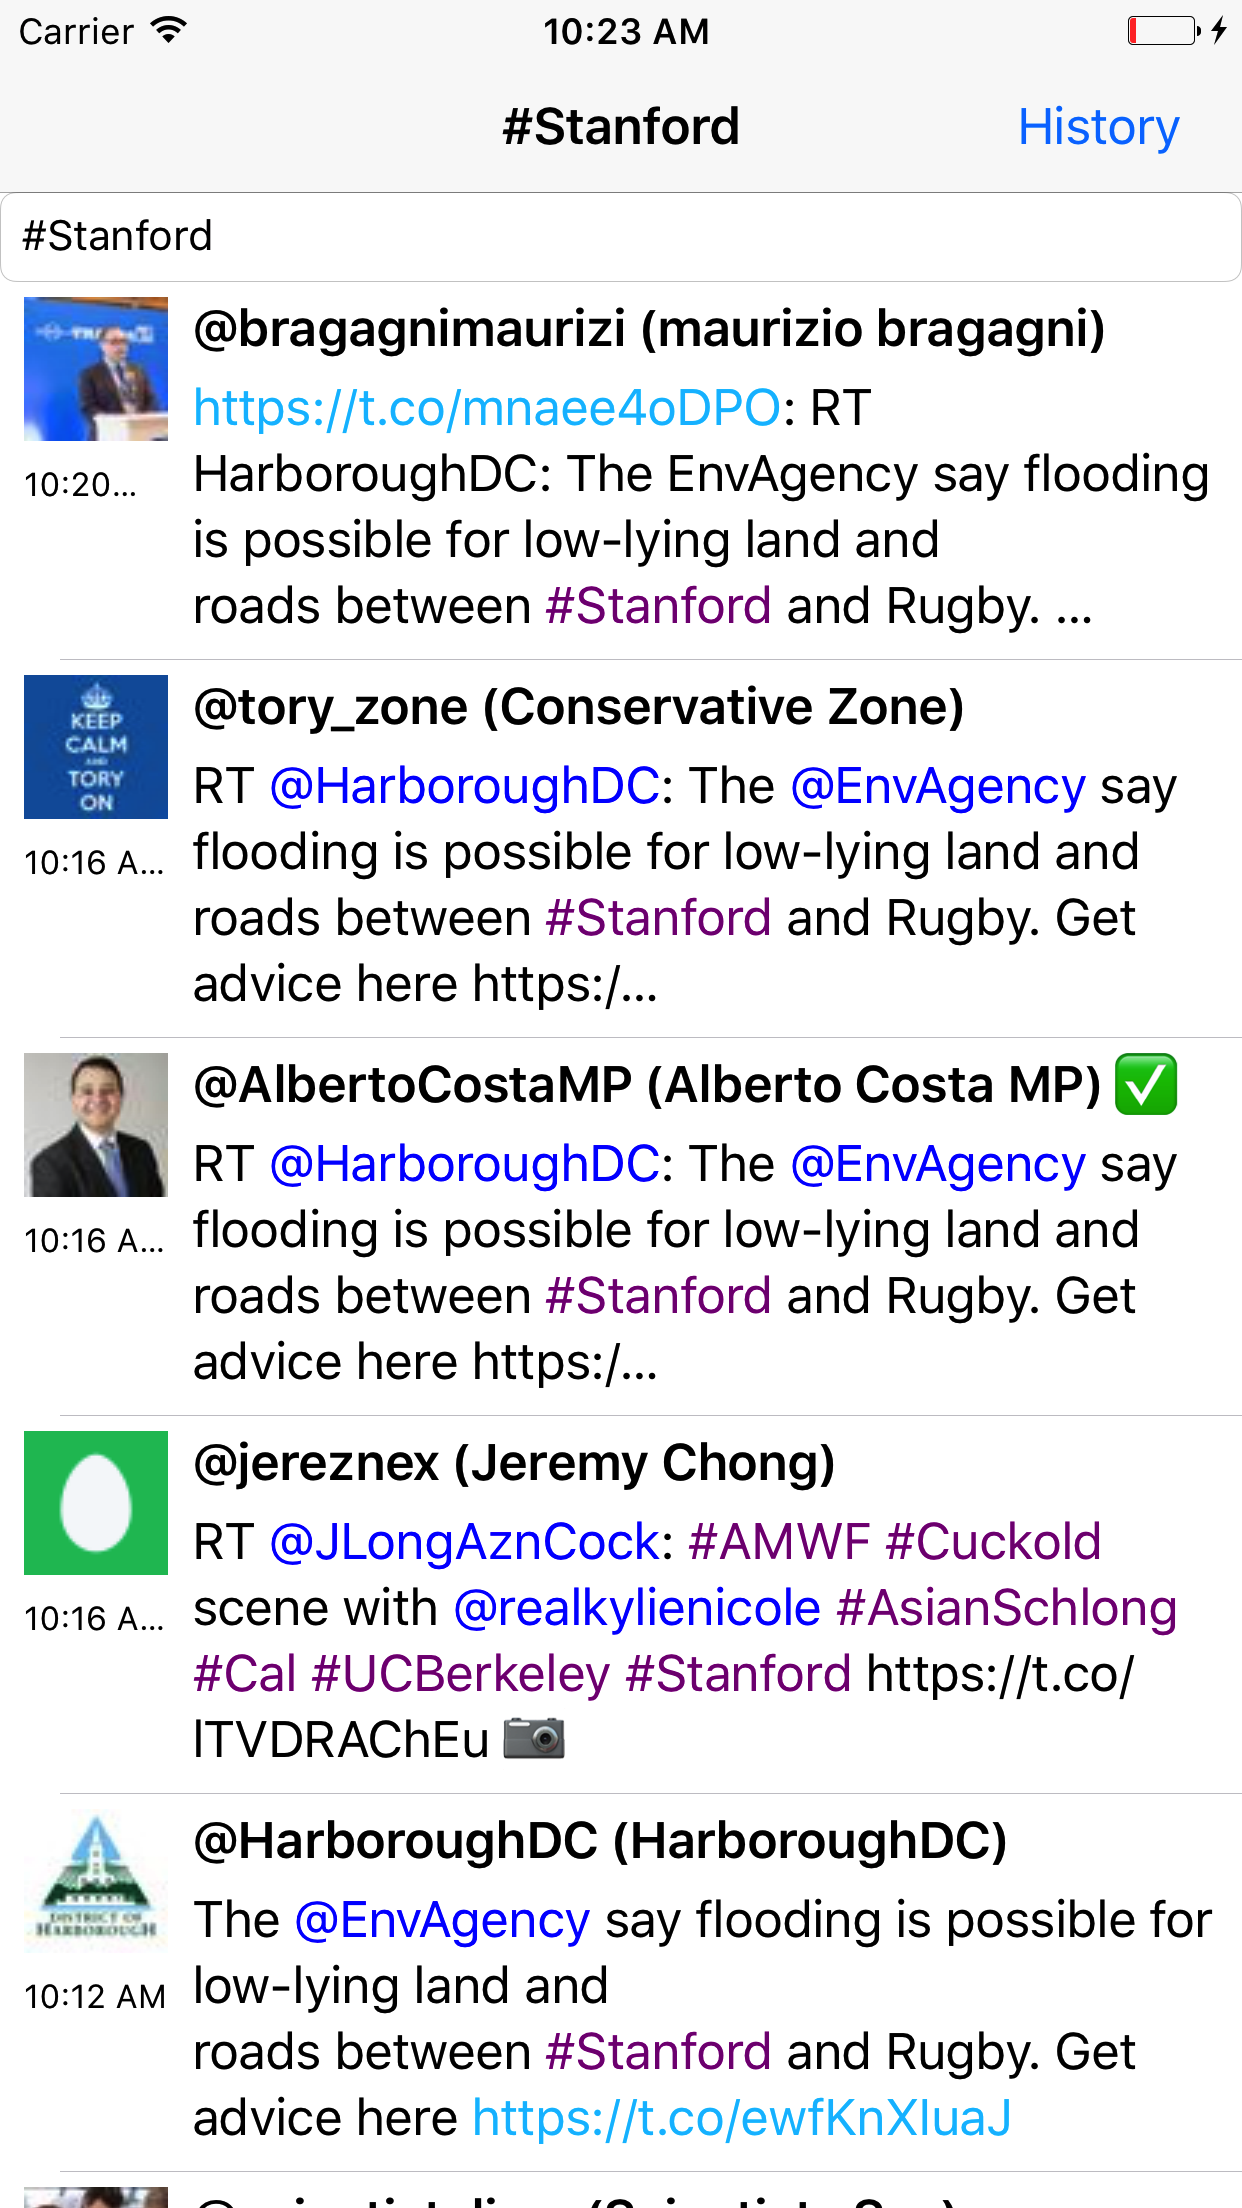 Carrier 10:23 AM
#Stanford History
#Stanford
@bragagnimaurizi (maurizio bragagni)
https://t.co/mnaee4oDPO: RT
10:20...
HarboroughDC: The EnvAgency say flooding
is possible for low-lying land and
roads between #Stanford and Rugby. ...
KEEP
CALM
AND
TORY
ON
@tory_zone (Conservative Zone)
RT @HarboroughDC: The @EnvAgency say
10:16 A...
flooding is possible for low-lying land and
roads between #Stanford and Rugby. Get
advice here https:/...
@AlbertoCostaMP (Alberto Costa MP) ✅
RT @HarboroughDC: The @EnvAgency say
10:16 A...
flooding is possible for low-lying land and
roads between #Stanford and Rugby. Get
advice here https:/...
@jereznex (Jeremy Chong)
RT @JLongAznCock: #AMWF #Cuckold
10:16 A...
scene with @realkylienicole #AsianSchlong
#Cal #UCBerkeley #Stanford https://t.co/
lTVDRAChEu 📷
DISTRICT OF
HARBOROUGH
@HarboroughDC (HarboroughDC)
The @EnvAgency say flooding is possible for
10:12 AM
low-lying land and
roads between #Stanford and Rugby. Get
advice here https://t.co/ewfKnXIuaJ